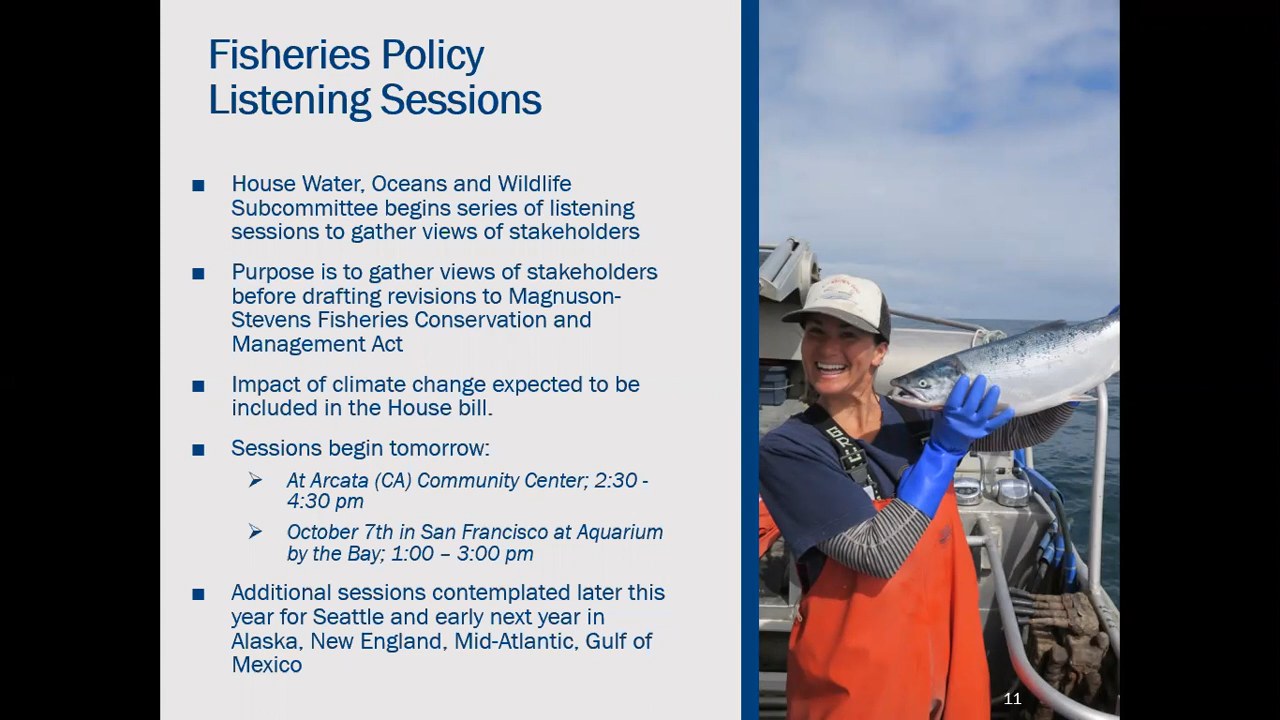 Fisheries Policy
Listening Sessions
■ House Water, Oceans and Wildlife
Subcommittee begins series of listening
sessions to gather views of stakeholders
■ Purpose is to gather views of stakeholders
before drafting revisions to Magnuson-
Stevens Fisheries Conservation and
Management Act
■ Impact of climate change expected to be
included in the House bill.
■ Sessions begin tomorrow:
➢ At Arcata (CA) Community Center; 2:30 -
4:30 pm
➢ October 7th in San Francisco at Aquarium
by the Bay; 1:00 – 3:00 pm
■ Additional sessions contemplated later this
year for Seattle and early next year in
Alaska, New England, Mid-Atlantic, Gulf of
Mexico
11